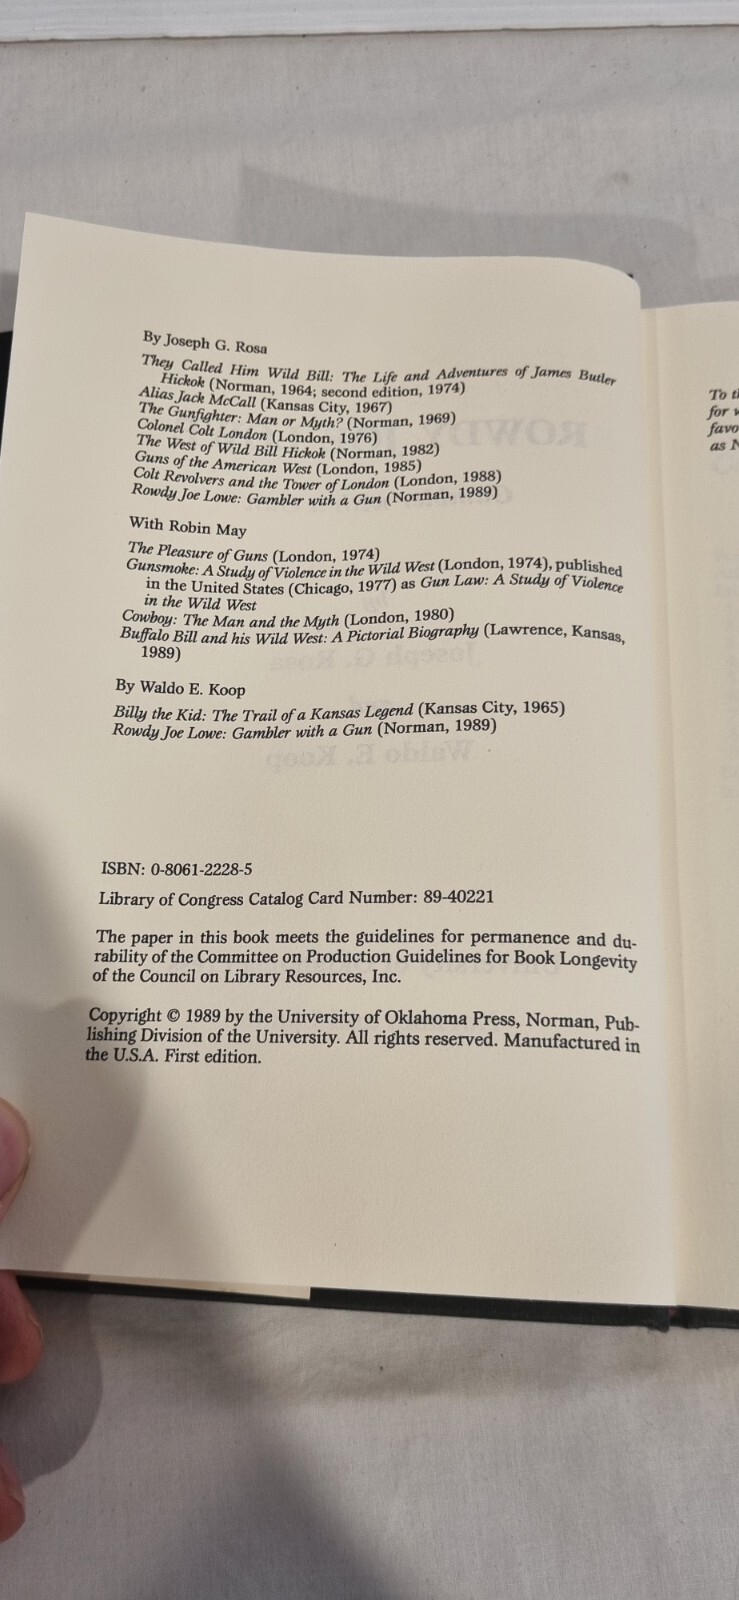 By Joseph G. Rosa
They Called Him Wild Bill: The Life and Adventures of James Butler
Hickok (Norman, 1964; second edition, 1974)
Alias Jack McCall (Kansas City, 1967)
The Gunfighter: Man or Myth? (Norman, 1969)
Colonel Colt London (London, 1976)
The West of Wild Bill Hickok (Norman, 1982)
Guns of the American West (London, 1985)
Colt Revolvers and the Tower of London (London, 1988)
Rowdy Joe Lowe: Gambler with a Gun (Norman, 1989)
With Robin May
The Pleasure of Guns (London, 1974)
Gunsmoke: A Study of Violence in the Wild West (London, 1974), published
in the United States (Chicago, 1977) as Gun Law: A Study of Violence
in the Wild West
Cowboy: The Man and the Myth (London, 1980)
Buffalo Bill and his Wild West: A Pictorial Biography (Lawrence, Kansas,
1989)
By Waldo E. Koop
Billy the Kid: The Trail of a Kansas Legend (Kansas City, 1965)
Rowdy Joe Lowe: Gambler with a Gun (Norman, 1989)
ISBN: 0-8061-2228-5
Library of Congress Catalog Card Number: 89-40221
The paper in this book meets the guidelines for permanence and du-
rability of the Committee on Production Guidelines for Book Longevity
of the Council on Library Resources, Inc.
Copyright © 1989 by the University of Oklahoma Press, Norman, Pub-
lishing Division of the University. All rights reserved. Manufactured in
the U.S.A. First edition.
To
for
favo
as